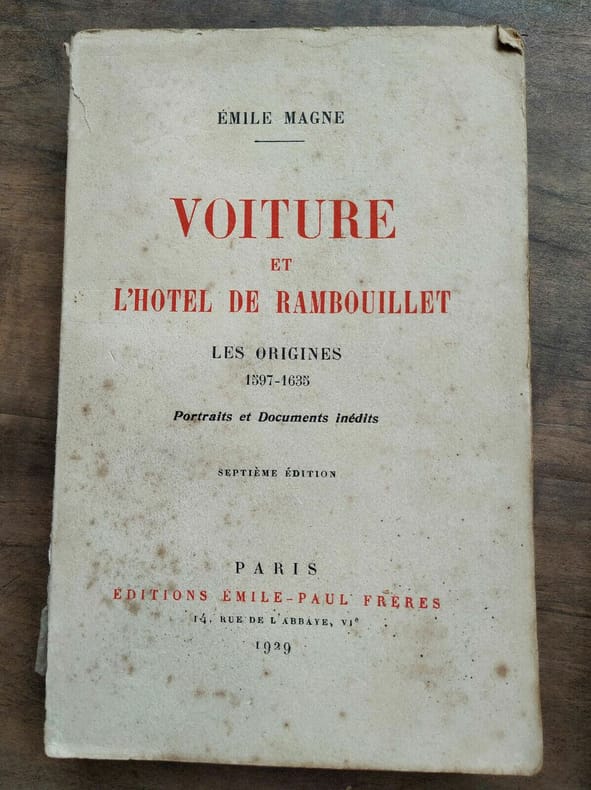 ÉMILE MAGNE
VOITURE
ET
L'HOTEL DE RAMBOUILLET
LES ORIGINES
1597-1635
Portraits et Documents inédits
SEPTIÈME ÉDITION
PARIS
ÉDITIONS ÉMILE-PAUL FRÈRES
14, RUE DE L'ABBAYE, VIe
1929